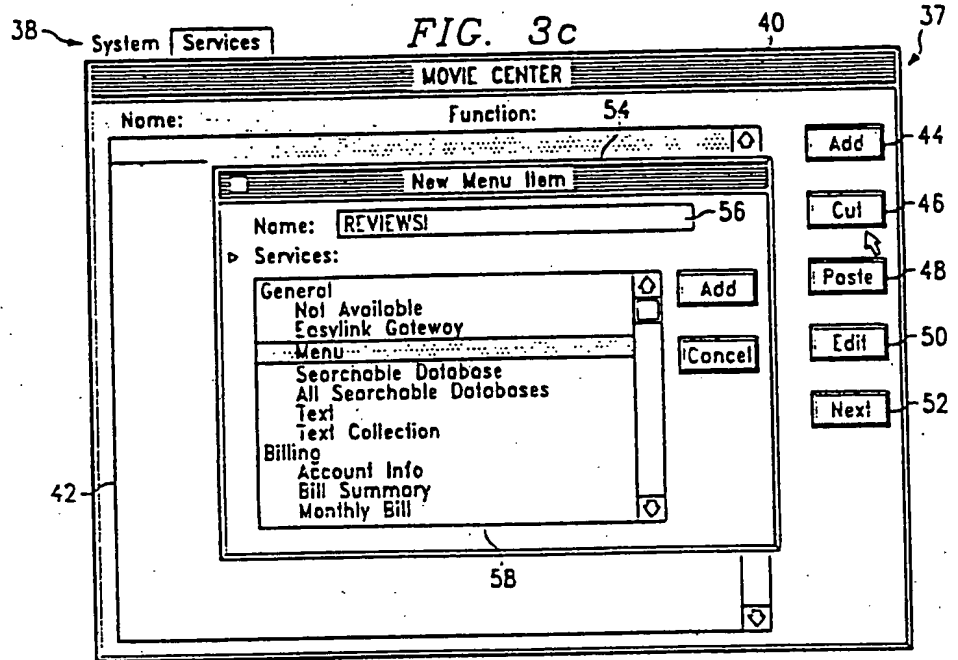 FIG. 3c
38
40
37
System Services
MOVIE CENTER
Name: Function:
54
Add
44
New Menu Item
Name: REVIEWSI
56
Cut
46
Services:
Paste
48
General
Add
Not Available
Easylink Gateway
Edit
50
Menu
Cancel
Searchable Database
All Searchable Databases
Next
52
Text
Text Collection
Billing
Account Info
42
Bill Summary
Monthly Bill
58